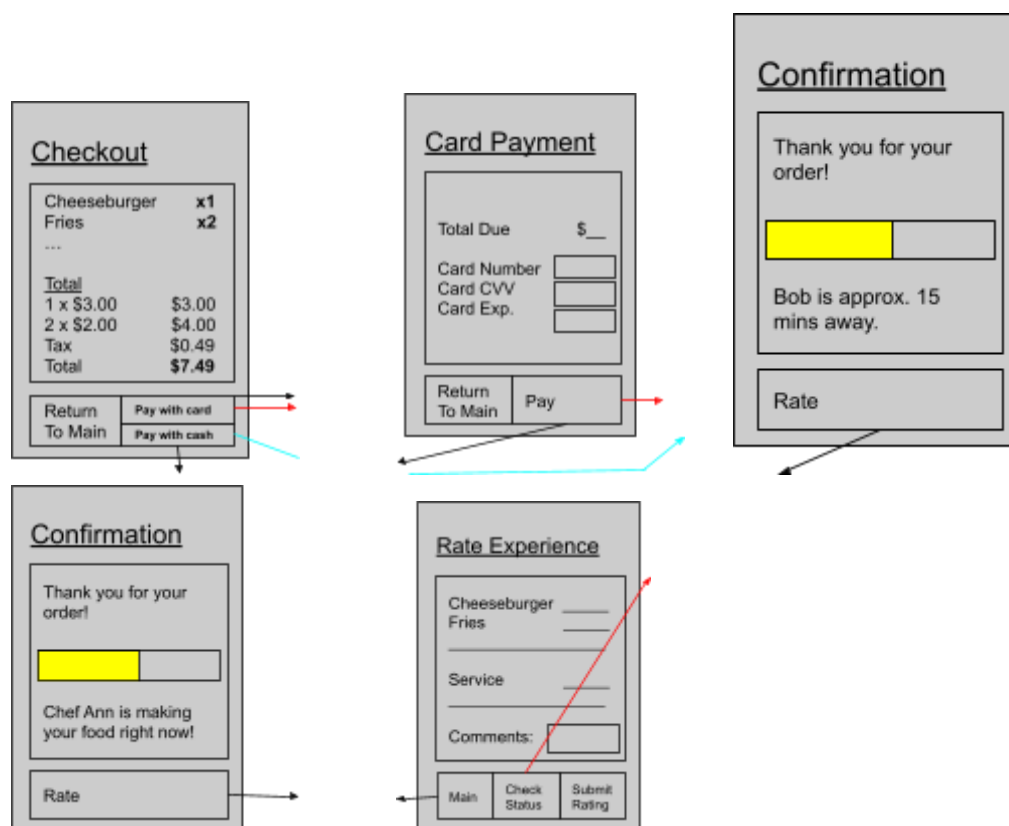 Checkout
Cheeseburger x1
Fries x2
...
Total
1 x $3.00 $3.00
2 x $2.00 $4.00
Tax $0.49
Total $7.49
Return
To Main
Pay with card
Pay with cash
Card Payment
Total Due $__
Card Number
Card CVV
Card Exp.
Return
To Main
Pay
Confirmation
Thank you for your
order!
Bob is approx. 15
mins away.
Rate
Confirmation
Thank you for your
order!
Chef Ann is making
your food right now!
Rate
Rate Experience
Cheeseburger
Fries
Service
Comments:
Main
Check
Status
Submit
Rating